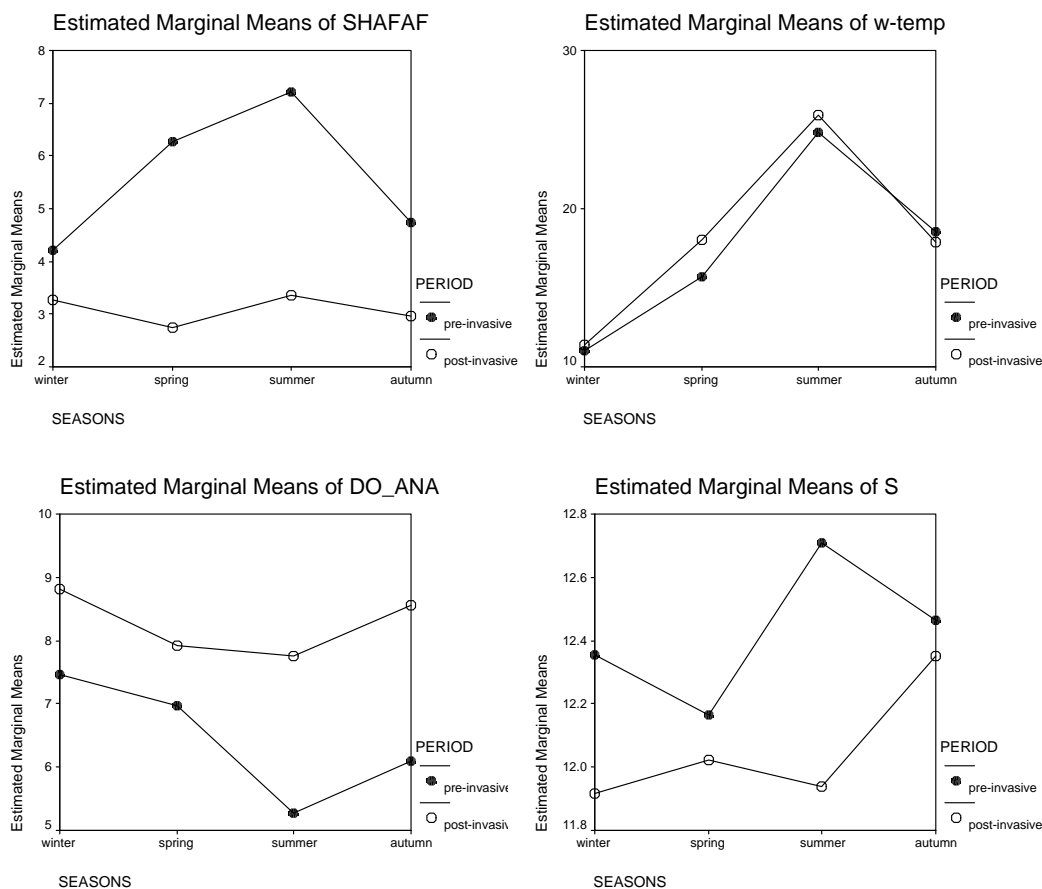 Estimated Marginal Means of SHAFAF
Estimated Marginal Means
8
7
6
5
4
3
2
winter spring summer autumn
SEASONS
PERIOD
pre-invasive
post-invasive
Estimated Marginal Means of w-temp
Estimated Marginal Means
30
20
10
winter spring summer autumn
SEASONS
PERIOD
pre-invasive
post-invasive
Estimated Marginal Means of DO_ANA
Estimated Marginal Means
10
9
8
7
6
5
winter spring summer autumn
SEASONS
PERIOD
pre-invasive
post-invasiv
Estimated Marginal Means of S
Estimated Marginal Means
12.8
12.6
12.4
12.2
12.0
11.8
winter spring summer autumn
SEASONS
PERIOD
pre-invasive
post-invasive